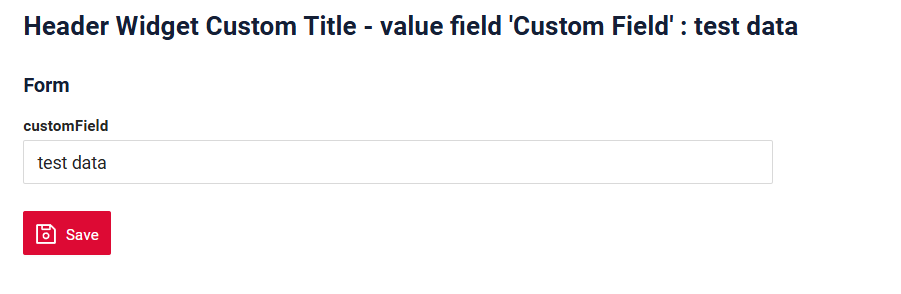 Header Widget Custom Title - value field 'Custom Field' : test data
Form
customField
test data
Save